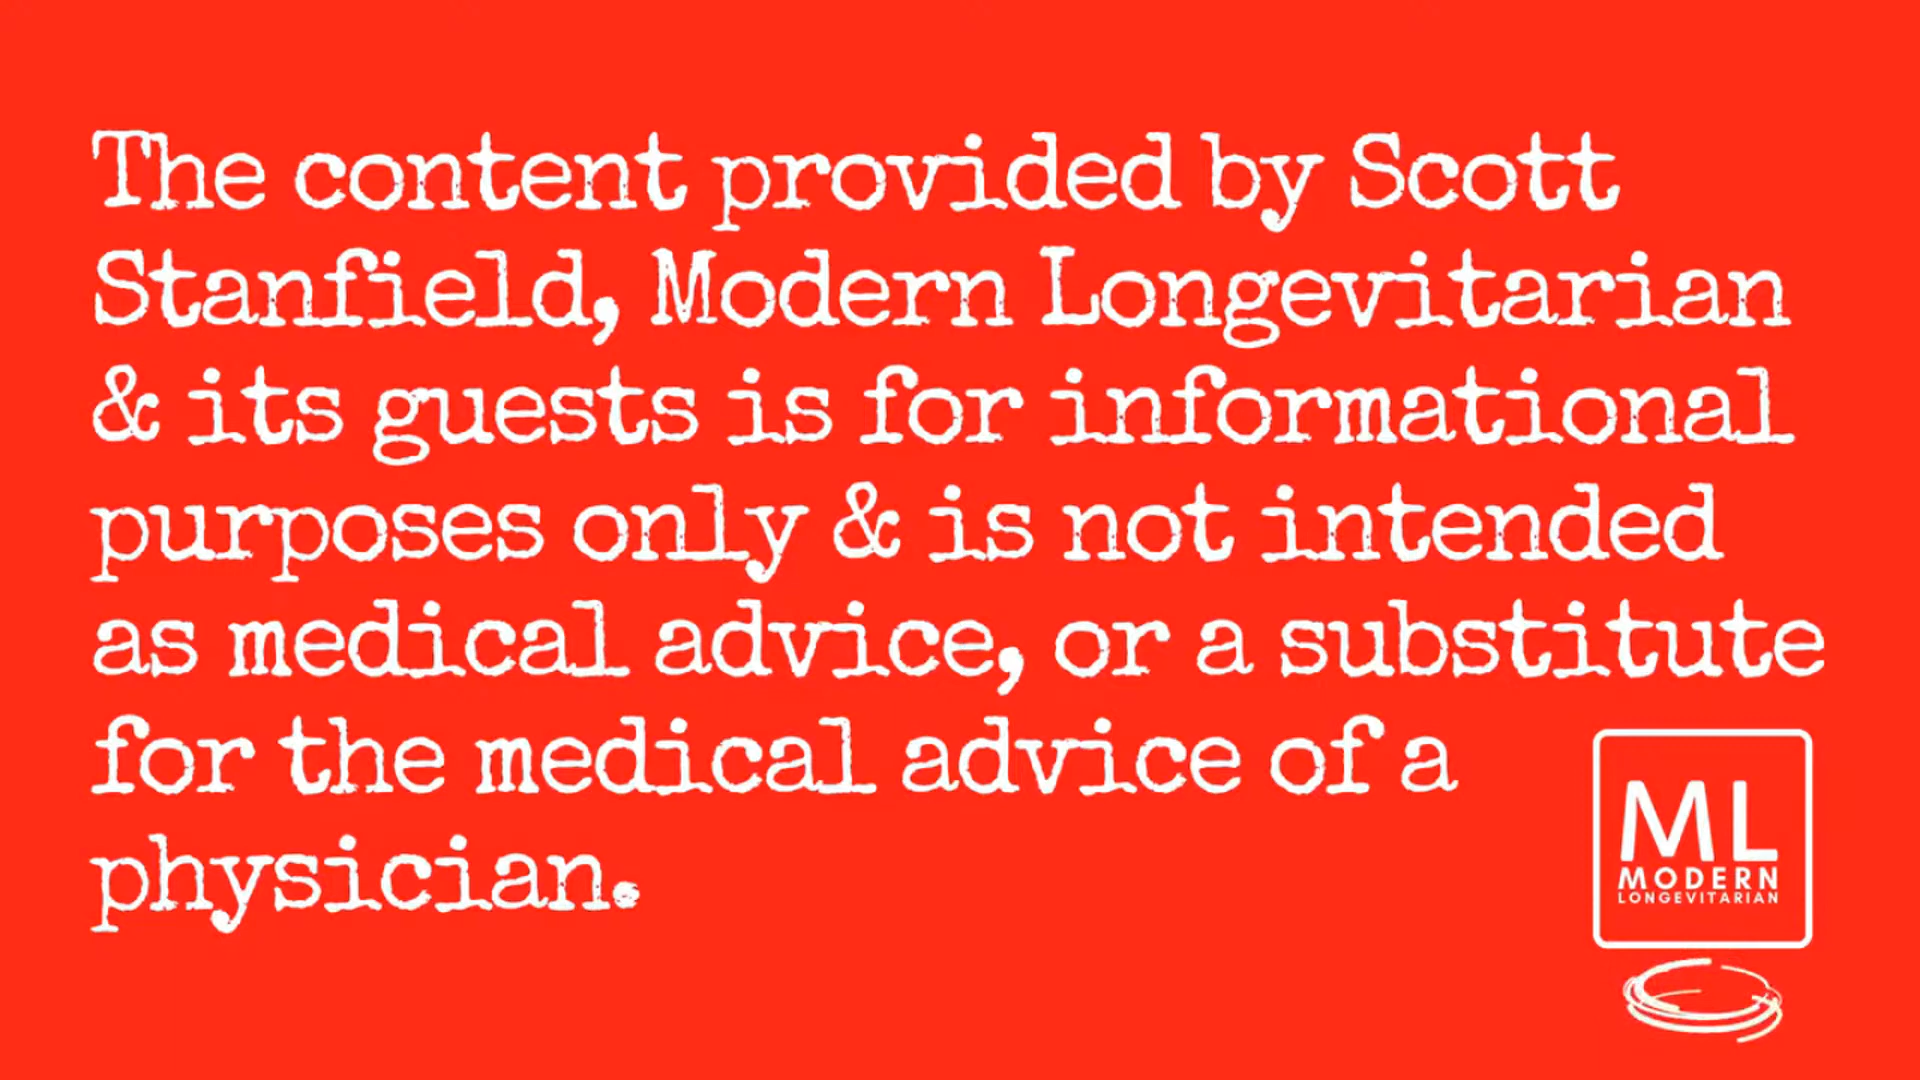 The content provided by Scott
Stanfield, Modern Longevitarian
& its guests is for informational
purposes only & is not intended
as medical advice, or a substitute
for the medical advice of a
physician.
ML
MODERN
LONGEVITARIAN